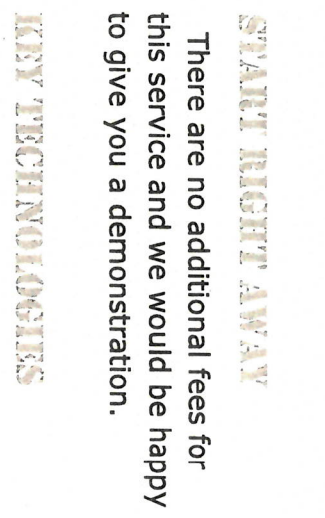 START RIGHT AWAY
There are no additional fees for
this service and we would be happy
to give you a demonstration.
KEY TECHNOLOGIES